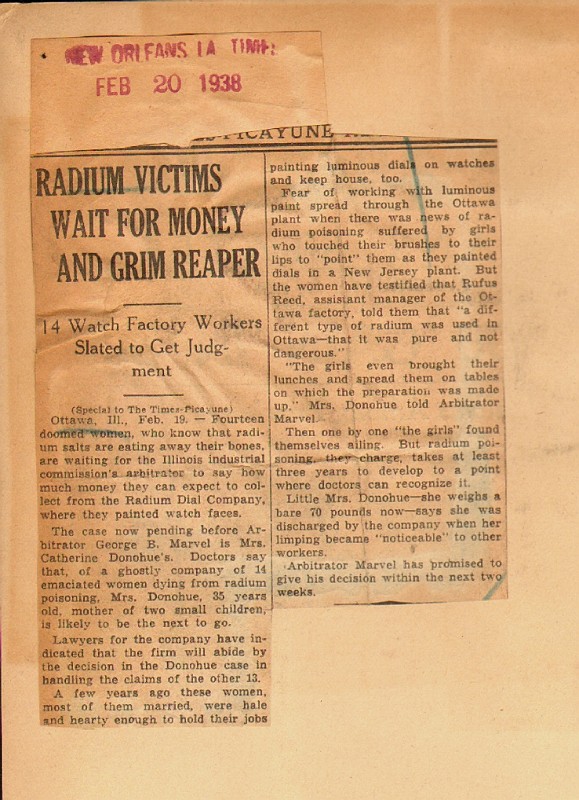 NEW ORLEANS LA TIMES
FEB 20 1938
PICAYUNE
RADIUM VICTIMS
WAIT FOR MONEY
AND GRIM REAPER
14 Watch Factory Workers
Slated to Get Judg-
ment
(Special to The Times-Picayune)
Ottawa, Ill., Feb. 19. — Fourteen
doomed women, who know that radi-
um salts are eating away their bones,
are waiting for the Illinois Industrial
commission's arbitrator to say how
much money they can expect to col-
lect from the Radium Dial Company,
where they painted watch faces.
The case now pending before Ar-
bitrator George B. Marvel is Mrs.
Catherine Donohue's. Doctors say
that, of a ghostly company of 14
emaciated women dying from radium
poisoning, Mrs. Donohue, 35 years
old, mother of two small children,
is likely to be the next to go.
Lawyers for the company have in-
dicated that the firm will abide by
the decision in the Donohue case in
handling the claims of the other 13.
A few years ago these women,
most of them married, were hale
and hearty enough to hold their jobs
painting luminous dials on watches
and keep house, too.
Fear of working with luminous
paint spread through the Ottawa
plant when there was news of ra-
dium poisoning suffered by girls
who touched their brushes to their
lips to "point" them as they painted
dials in a New Jersey plant. But
the women have testified that Rufus
Reed, assistant manager of the Ot-
tawa factory, told them that "a dif-
ferent type of radium was used in
Ottawa—that it was pure and not
dangerous."
"The girls even brought their
lunches and spread them on tables
on which the preparation was made
up," Mrs. Donohue told Arbitrator
Marvel.
Then one by one "the girls" found
themselves ailing. But radium poi-
soning, they charge, takes at least
three years to develop to a point
where doctors can recognize it.
Little Mrs. Donohue—she weighs a
bare 70 pounds now—says she was
discharged by the company when her
limping became "noticeable" to other
workers.
Arbitrator Marvel has promised to
give his decision within the next two
weeks.